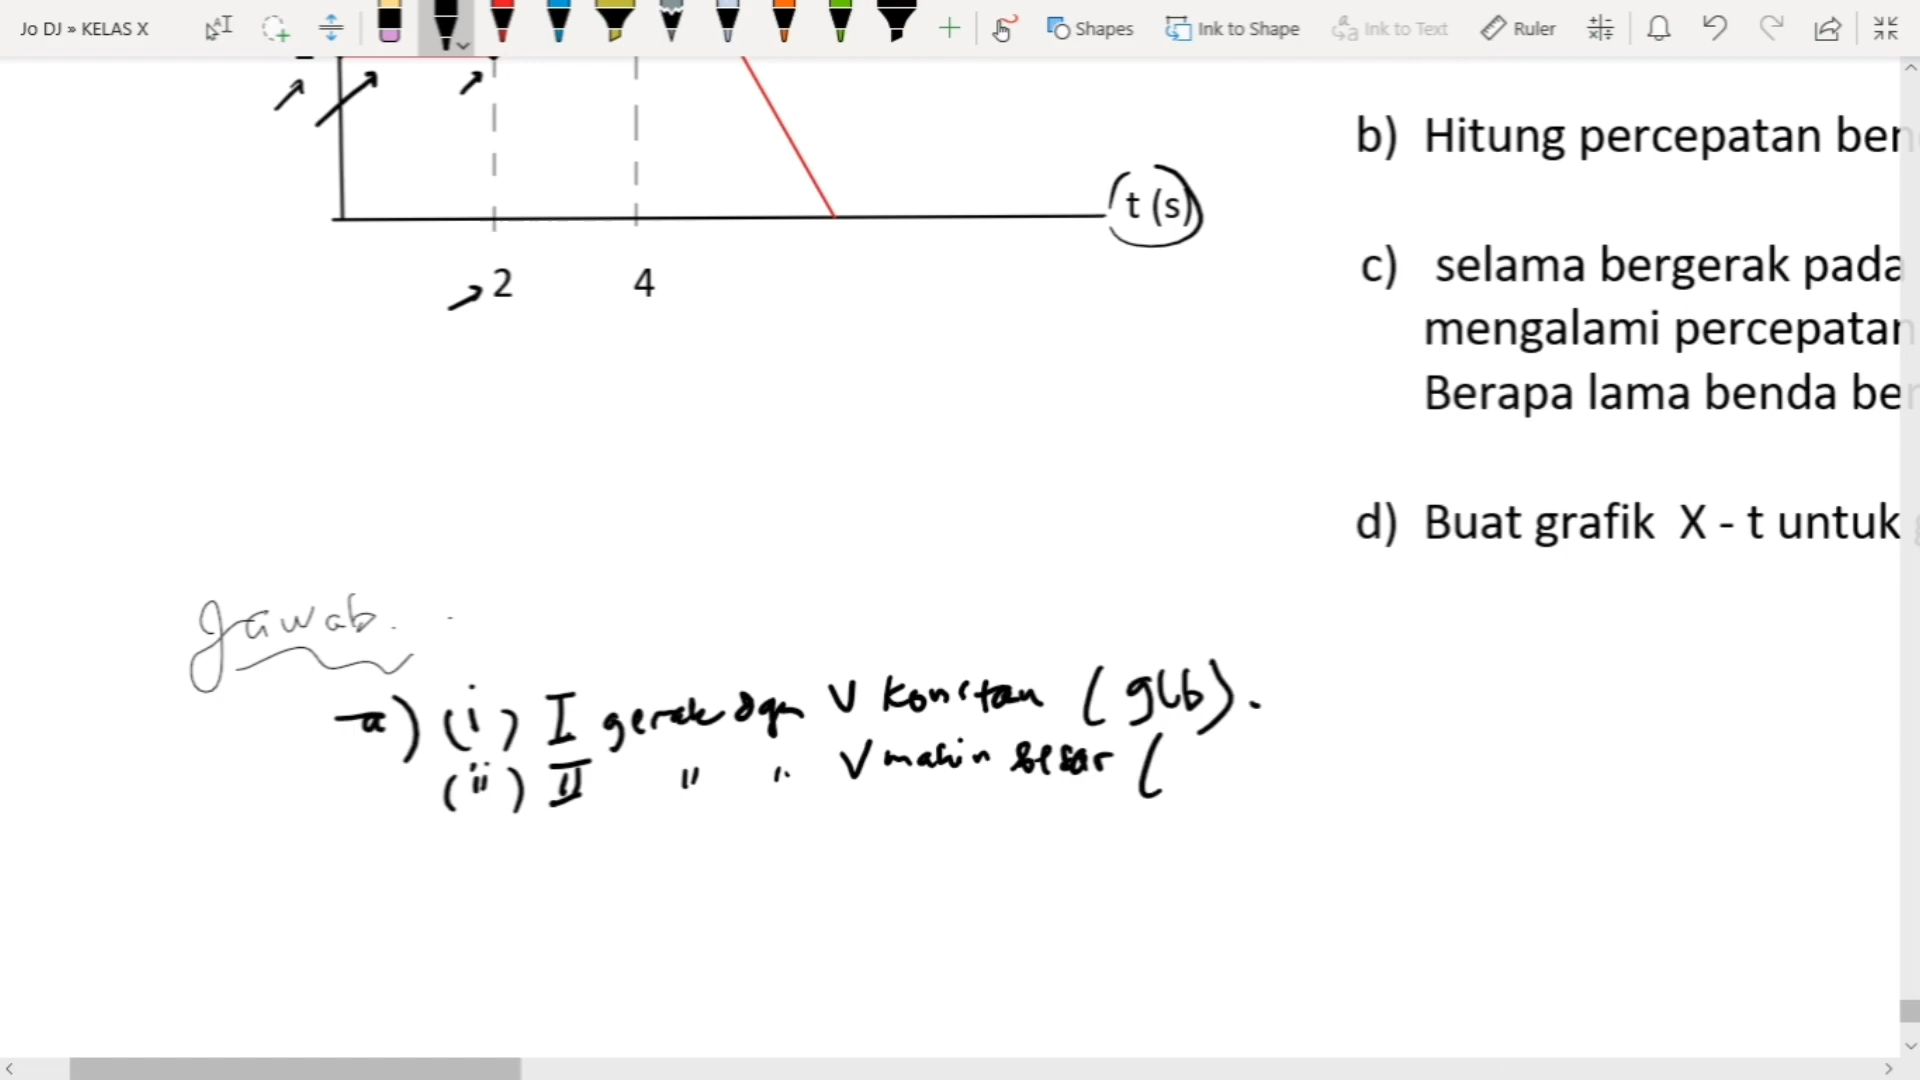 Jo DJ » KELAS X
Shapes
Ink to Shape
Ink to Text
Ruler
b) Hitung percepatan ben
t (s)
c) selama bergerak pada
2
4
mengalami percepatan
Berapa lama benda ber
d) Buat grafik X - t untuk
Jawab.
a) (i) I gerak dgn V konstan (glb).
(ii) II " " V makin besar (